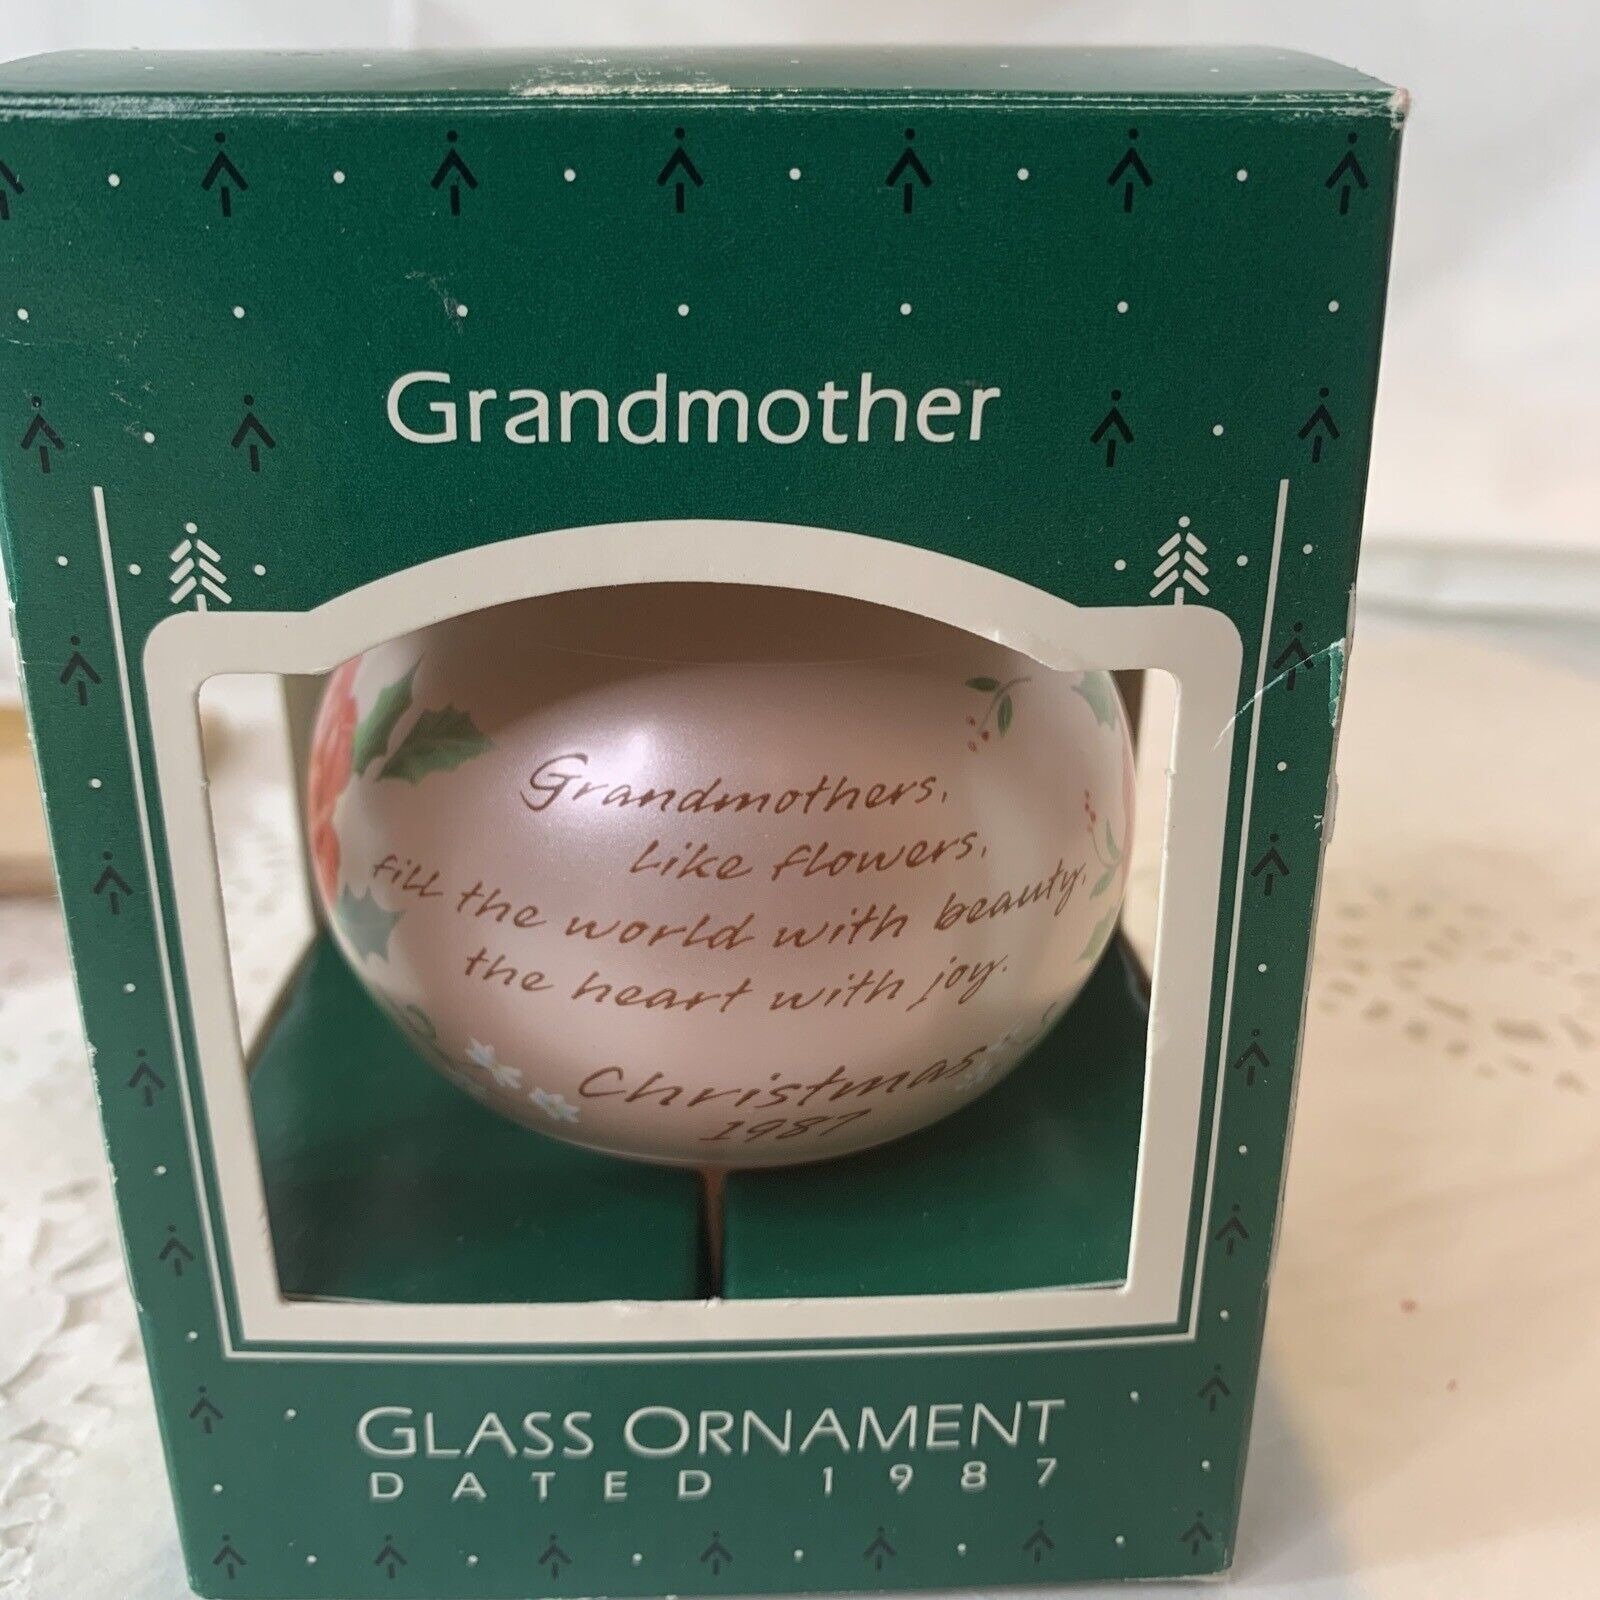 Grandmother
Grandmothers,
like flowers,
fill the world with beauty,
the heart with joy.
Christmas
1987
GLASS ORNAMENT
DATED 1987